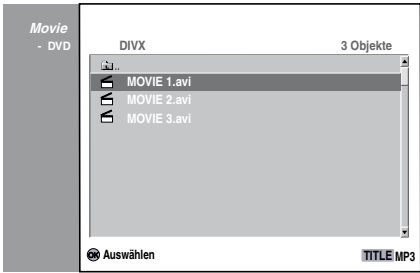 Movie
- DVD
DIVX 3 Objekte
..
MOVIE 1.avi
MOVIE 2.avi
MOVIE 3.avi
OK Auswählen TITLE MP3